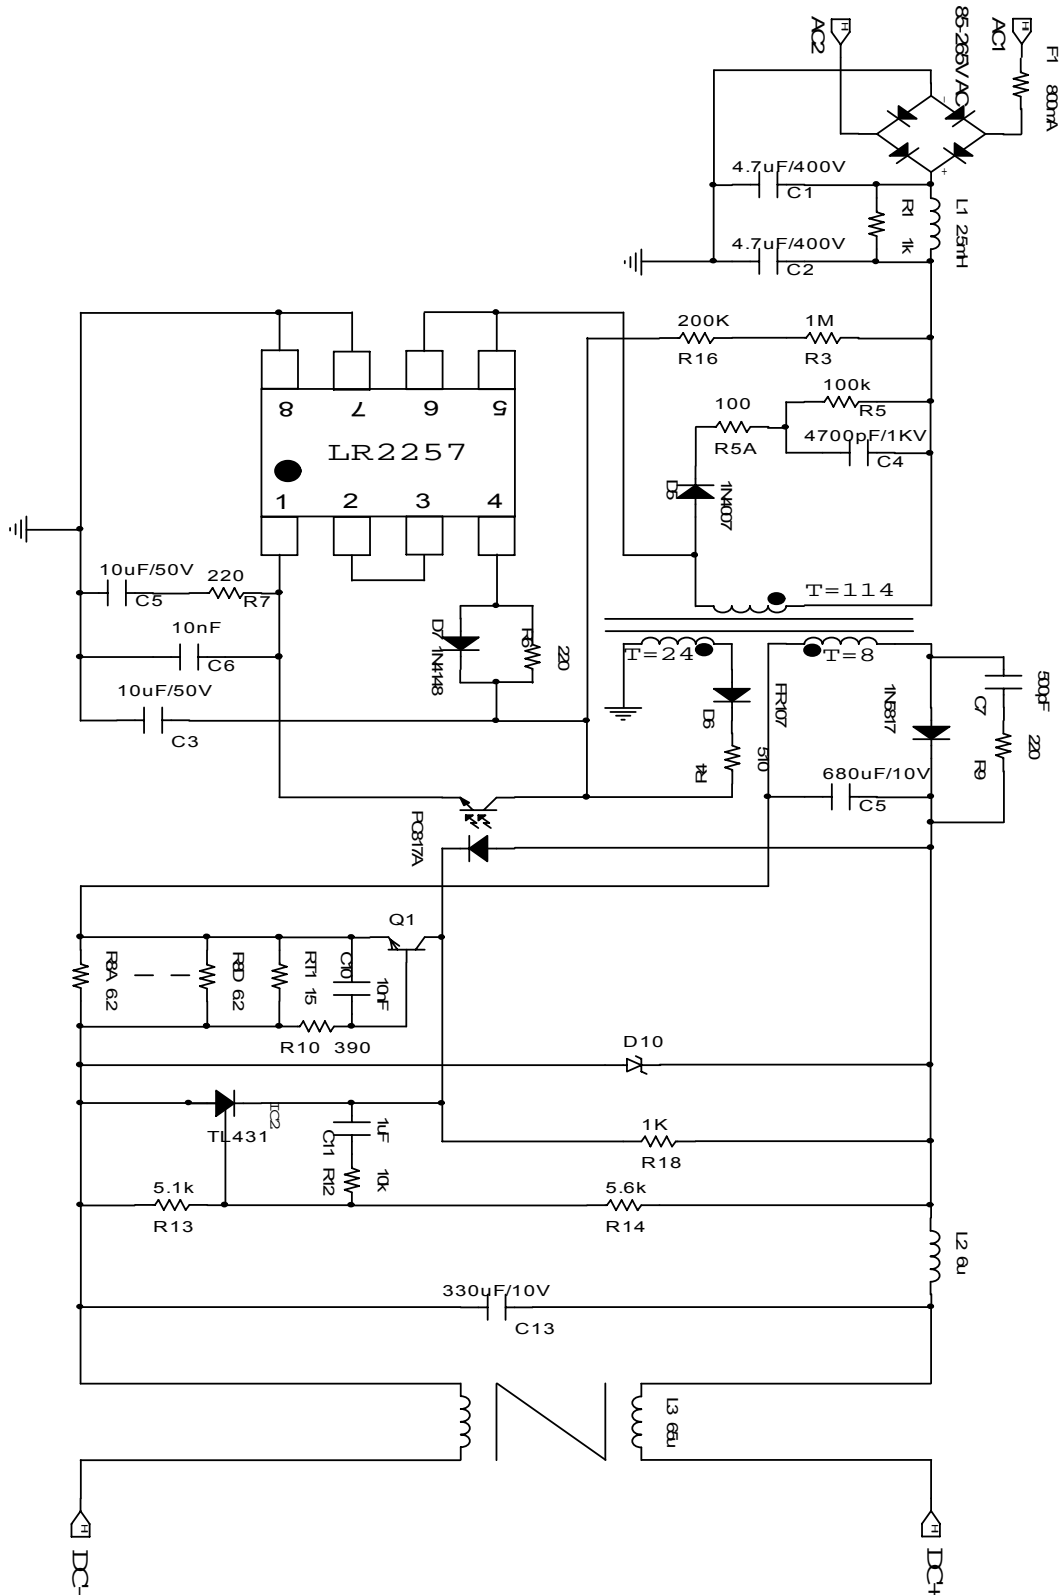 F1 800mA
AC1
85-265V AC
AC2
H
H
-
+
4.7uF/400V
C1
R1 1k
L1 2.5mH
4.7uF/400V
C2
200K
R16
1M
R3
100k
R5
100
R5A
4700pF/1KV
C4
D5
1N4007
8 7 6 5
LR2257
1 2 3 4
10uF/50V
C5
220
R7
10nF
C6
10uF/50V
C3
D7 1N4148
R6
220
T=114
T=24
T=8
D6
FR107
510
1N5817
500pF
C7
220
R9
680uF/10V
C5
PC817A
Q1
R8A 6.2
R8D 6.2
RT1 15
C10
10nF
R10 390
D10
IC2
TL431
1uF
C11
R12
10k
1K
R18
5.1k
R13
5.6k
R14
L2 6u
330uF/10V
C13
L3 65u
H
DC-
H
DC+